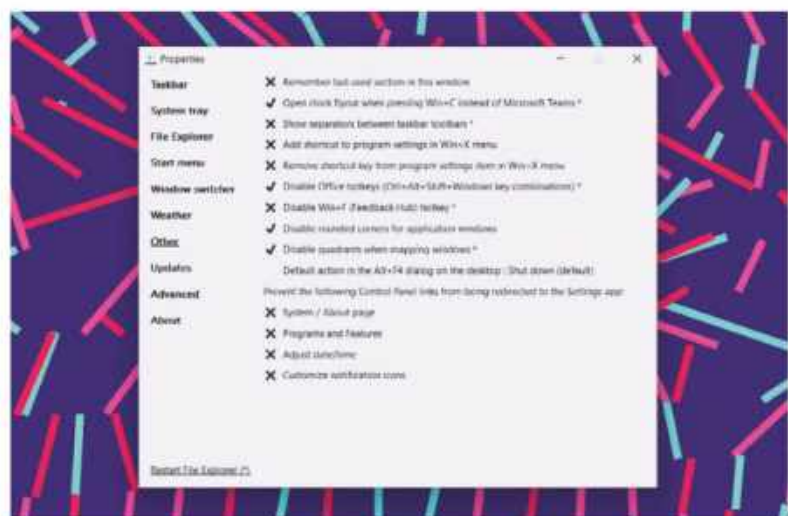 Properties
Taskbar
System tray
File Explorer
Start menu
Window switcher
Weather
Other
Updates
Advanced
About
Remember last used section in this window
Open clock flyout when pressing Win+C instead of Microsoft Teams *
Show separators between taskbar toolbars *
Add shortcut to program settings in Win+X menu
Remove shortcut key from program settings item in Win+X menu
Disable Office hotkeys (Ctrl+Alt+Shift+Windows key combinations) *
Disable Win+F (Feedback Hub) hotkey *
Disable rounded corners for application windows
Disable quadrants when snapping windows *
Default action in the Alt+F4 dialog on the desktop : Shut down (default)
Prevent the following Control Panel links from being redirected to the Settings app:
System / About page
Programs and Features
Adjust date/time
Customize notification icons
Restart File Explorer (*)